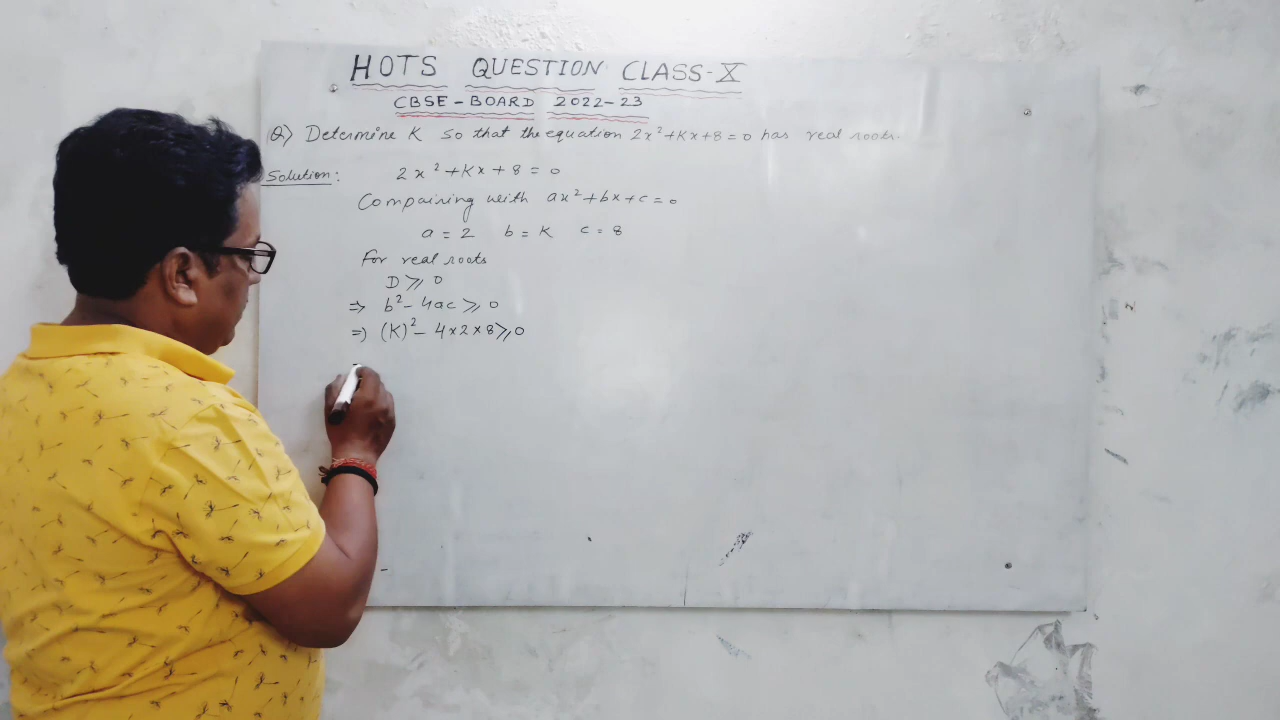 HOTS QUESTION CLASS-X
CBSE-BOARD 2022-23
Q) Determine K so that the equation 2x²+Kx+8=0 has real roots.
Solution: 2x²+Kx+8=0
Compairing with ax²+bx+c=0
a=2 b=K c=8
For real roots
D⩾0
⇒ b²-4ac⩾0
⇒ (K)²-4×2×8⩾0